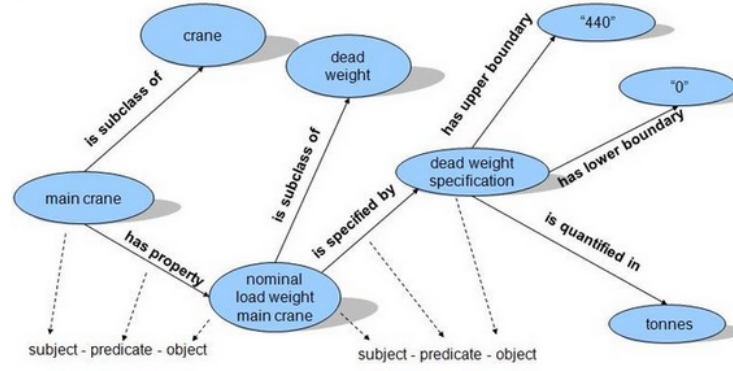 crane
dead
weight
"440"
"0"
is subclass of
is subclass of
has upper boundary
has lower boundary
main crane
has property
is specified by
dead weight
specification
is quantified in
nominal
load weight
main crane
tonnes
subject - predicate - object
subject - predicate - object